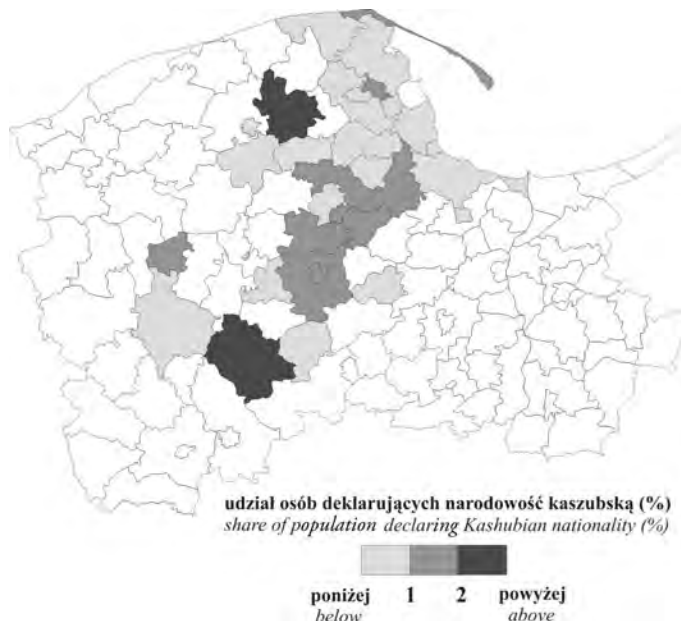 udział osób deklarujących narodowość kaszubską (%)
share of population declaring Kashubian nationality (%)
poniżej 1 2 powyżej
below above